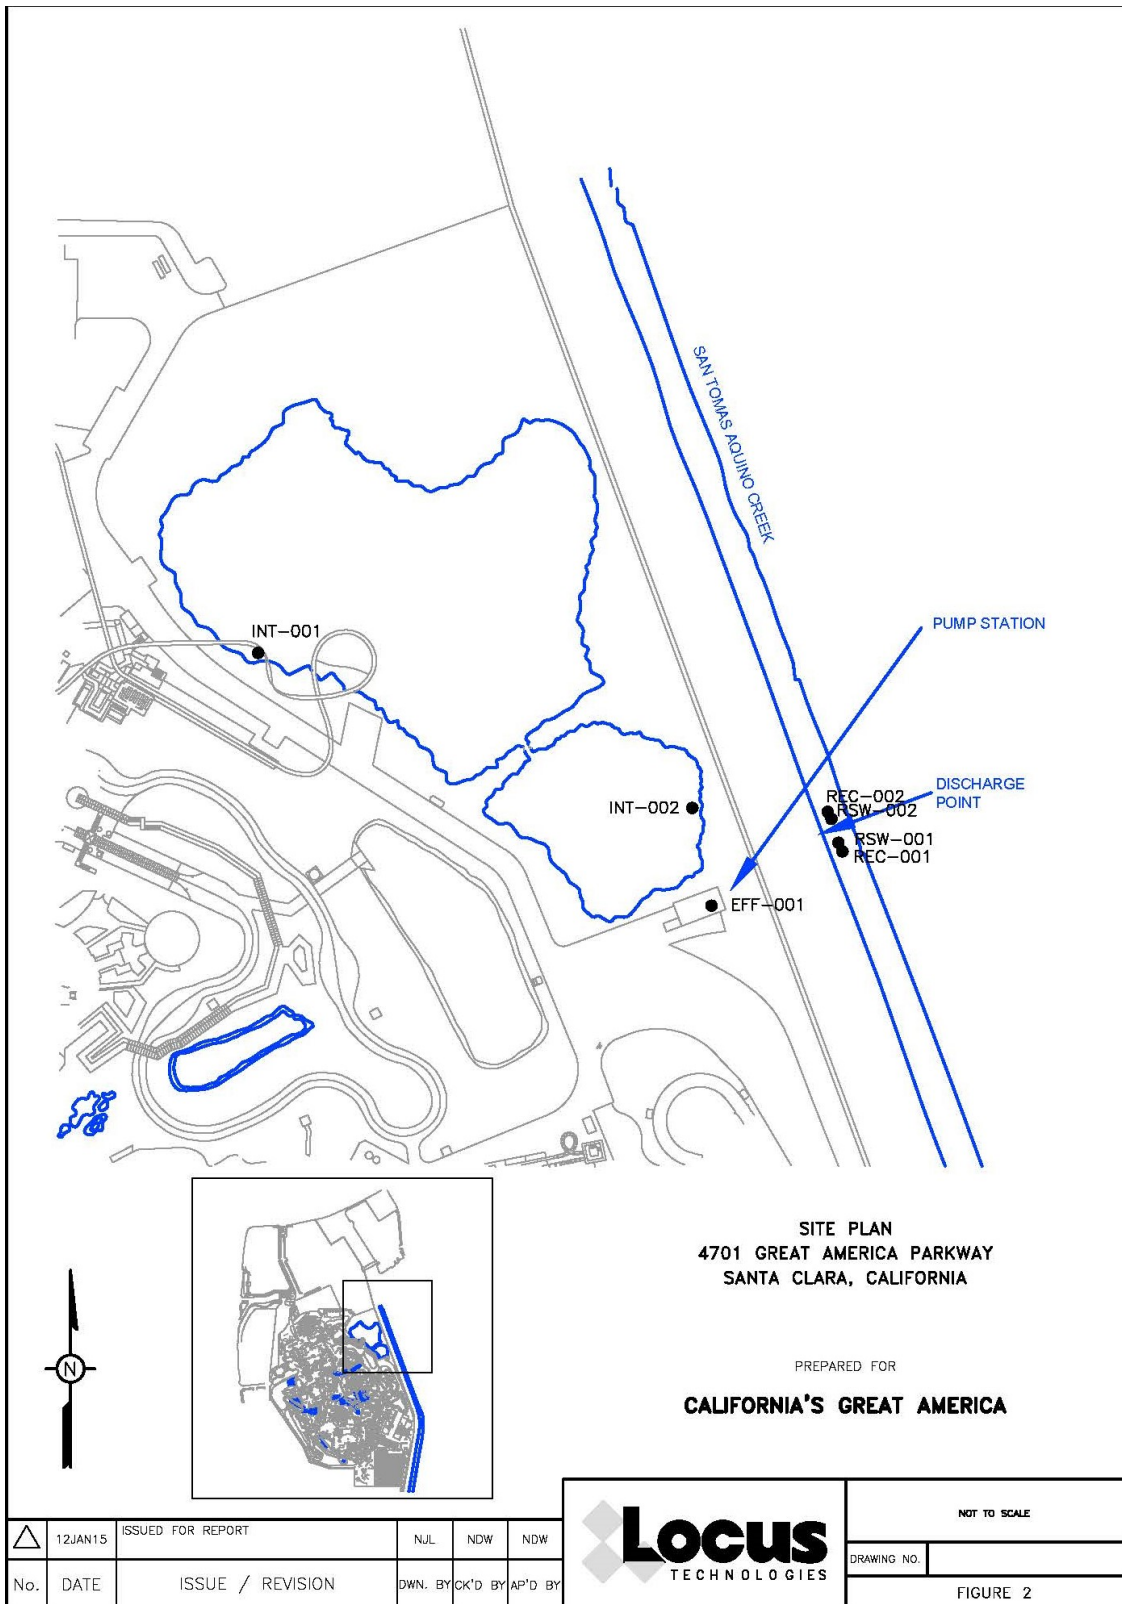 SAN TOMAS AQUINO CREEK
INT-001
PUMP STATION
DISCHARGE
POINT
REC-002
RSW-002
INT-002
RSW-001
REC-001
EFF-001
SITE PLAN
4701 GREAT AMERICA PARKWAY
SANTA CLARA, CALIFORNIA
N
PREPARED FOR
CALIFORNIA'S GREAT AMERICA
12JAN15 ISSUED FOR REPORT NJL NDW NDW
No. DATE ISSUE / REVISION DWN. BY CK'D BY AP'D BY
Locus
TECHNOLOGIES
NOT TO SCALE
DRAWING NO.
FIGURE 2